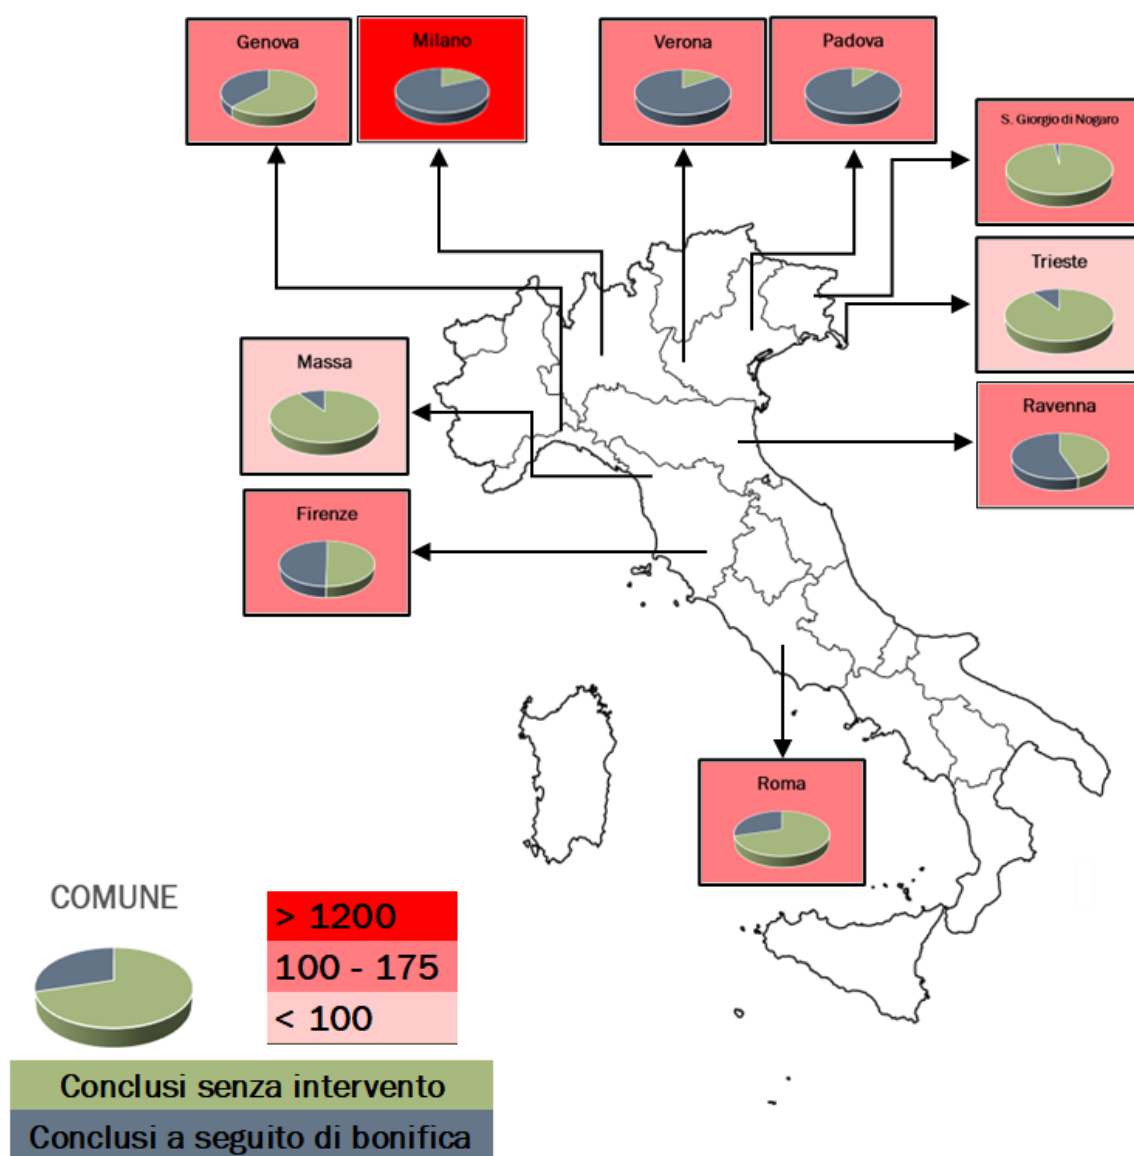 Genova
Milano
Verona
Padova
S. Giorgio di Nogaro
Trieste
Massa
Ravenna
Firenze
Roma
COMUNE
> 1200
100 - 175
< 100
Conclusi senza intervento
Conclusi a seguito di bonifica